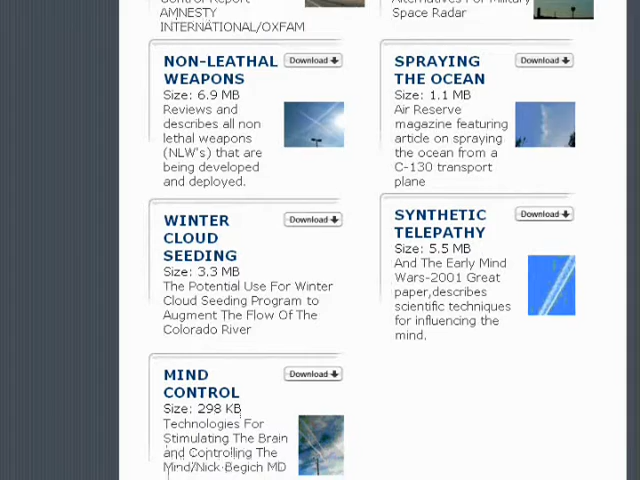 Control Report
AMNESTY
INTERNATIONAL/OXFAM
Alternatives For Military
Space Radar
NON-LEATHAL
WEAPONS
Download
Size: 6.9 MB
Reviews and
describes all non
lethal weapons
(NLW's) that are
being developed
and deployed.
SPRAYING
THE OCEAN
Download
Size: 1.1 MB
Air Reserve
magazine featuring
article on spraying
the ocean from a
C-130 transport
plane
WINTER
CLOUD
SEEDING
Download
Size: 3.3 MB
The Potential Use For Winter
Cloud Seeding Program to
Augment The Flow Of The
Colorado River
SYNTHETIC
TELEPATHY
Download
Size: 5.5 MB
And The Early Mind
Wars-2001 Great
paper,describes
scientific techniques
for influencing the
mind.
MIND
CONTROL
Download
Size: 298 KB
Technologies For
Stimulating The Brain
and Controlling The
Mind/Nick Begich MD